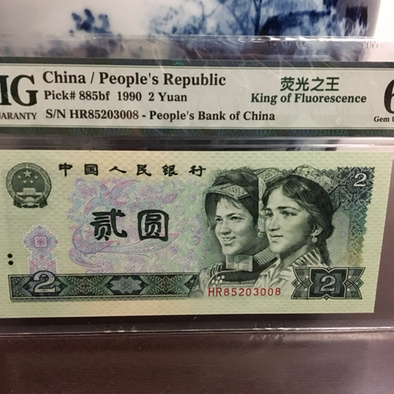 MG China / People's Republic 荧光之王 6
Pick# 885bf 1990 2 Yuan King of Fluorescence
GUARANTY S/N HR85203008 - People's Bank of China Gem
中国人民银行
2
贰圆
2
HR85203008
2